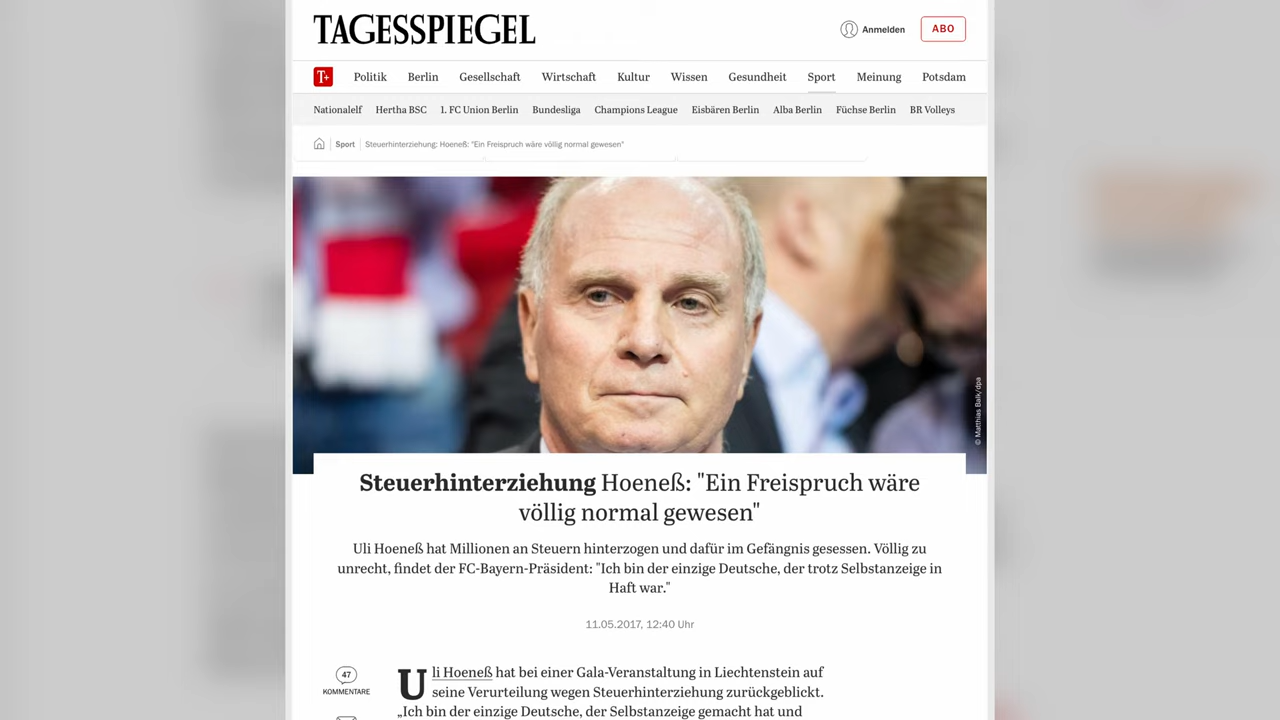 TAGESSPIEGEL
Anmelden
ABO
T+ Politik Berlin Gesellschaft Wirtschaft Kultur Wissen Gesundheit Sport Meinung Potsdam
Nationalelf Hertha BSC 1. FC Union Berlin Bundesliga Champions League Eisbären Berlin Alba Berlin Füchse Berlin BR Volleys
Sport Steuerhinterziehung: Hoeneß: "Ein Freispruch wäre völlig normal gewesen"
© Matthias Balk/dpa
Steuerhinterziehung Hoeneß: "Ein Freispruch wäre
völlig normal gewesen"
Uli Hoeneß hat Millionen an Steuern hinterzogen und dafür im Gefängnis gesessen. Völlig zu
unrecht, findet der FC-Bayern-Präsident: "Ich bin der einzige Deutsche, der trotz Selbstanzeige in
Haft war."
11.05.2017, 12:40 Uhr
47
KOMMENTARE
Uli Hoeneß hat bei einer Gala-Veranstaltung in Liechtenstein auf
seine Verurteilung wegen Steuerhinterziehung zurückgeblickt.
„Ich bin der einzige Deutsche, der Selbstanzeige gemacht hat und